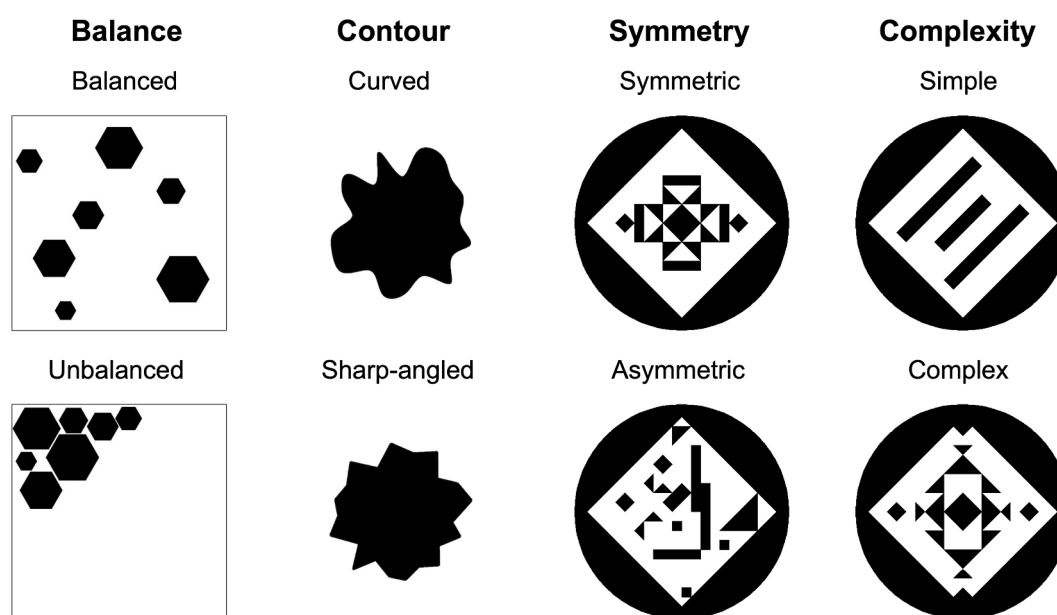 Balance Contour Symmetry Complexity
Balanced Curved Symmetric Simple
Unbalanced Sharp-angled Asymmetric Complex